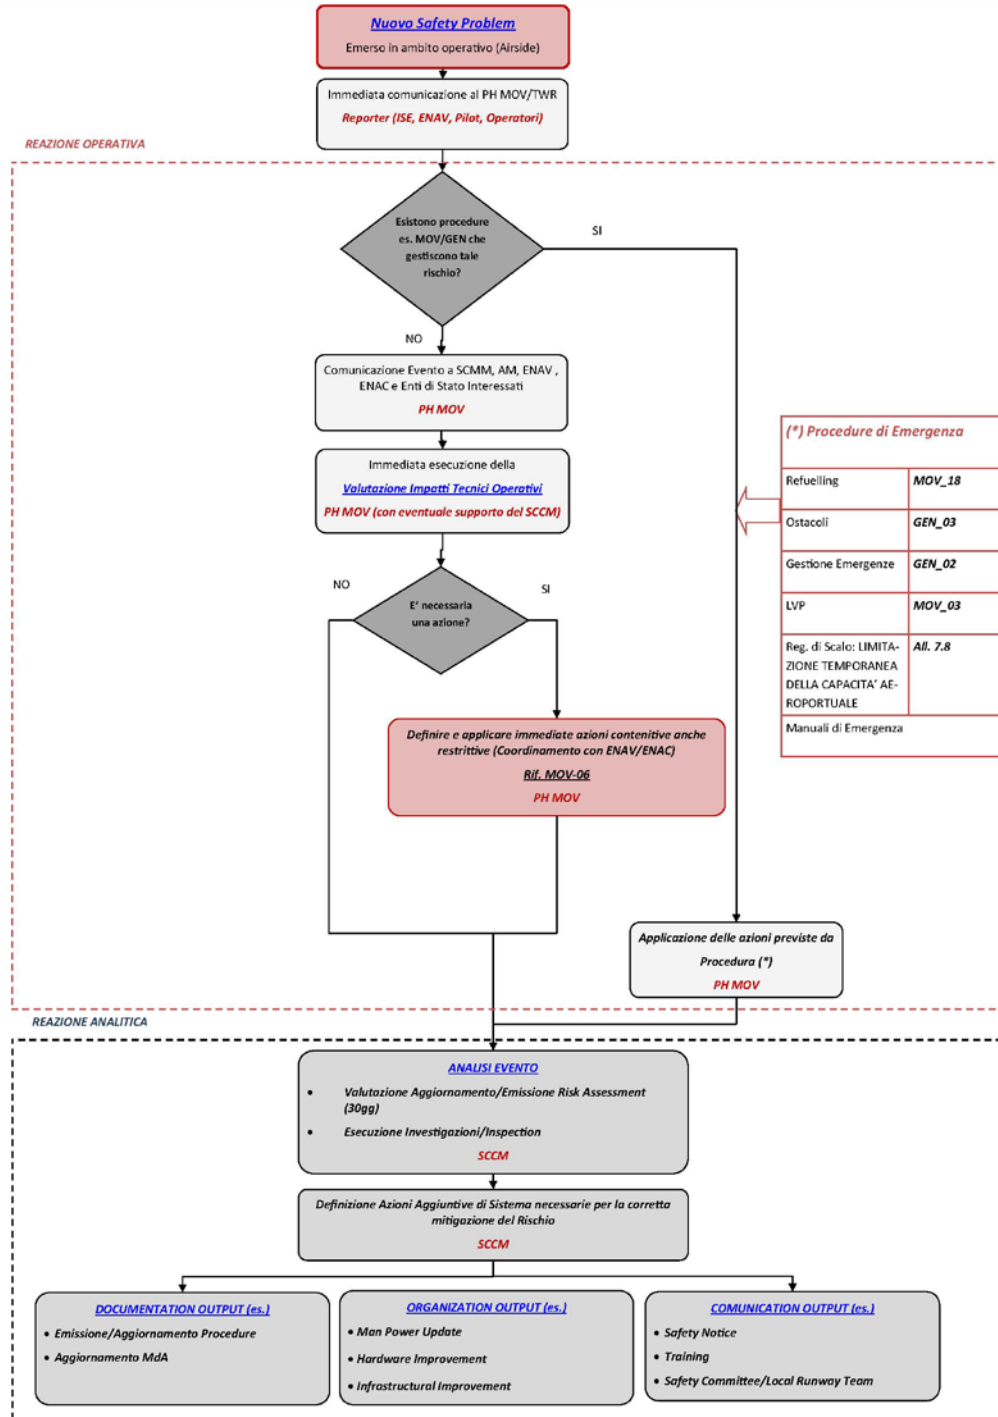 Nuovo Safety Problem
Emerso in ambito operativo (Airside)
Immediata comunicazione al PH MOV/TWR
Reporter (ISE, ENAV, Pilot, Operatori)
REAZIONE OPERATIVA
Esistono procedure
es. MOV/GEN che
gestiscono tale
rischio?
SI
NO
Comunicazione Evento a SCMM, AM, ENAV ,
ENAC e Enti di Stato Interessati
PH MOV
Immediata esecuzione della
Valutazione Impatti Tecnici Operativi
PH MOV (con eventuale supporto del SCCM)
NO
SI
E' necessaria
una azione?
Definire e applicare immediate azioni contenitive anche
restrittive (Coordinamento con ENAV/ENAC)
Rif. MOV-06
PH MOV
(*) Procedure di Emergenza
Refuelling MOV_18
Ostacoli GEN_03
Gestione Emergenze GEN_02
LVP MOV_03
Reg. di Scalo: LIMITA- All. 7.8
ZIONE TEMPORANEA
DELLA CAPACITA' AE-
ROPORTUALE
Manuali di Emergenza
Applicazione delle azioni previste da
Procedura (*)
PH MOV
REAZIONE ANALITICA
ANALISI EVENTO
• Valutazione Aggiornamento/Emissione Risk Assessment
(30gg)
• Esecuzione Investigazioni/Inspection
SCCM
Definizione Azioni Aggiuntive di Sistema necessarie per la corretta
mitigazione del Rischio
SCCM
DOCUMENTATION OUTPUT (es.)
• Emissione/Aggiornamento Procedure
• Aggiornamento MdA
ORGANIZATION OUTPUT (es.)
• Man Power Update
• Hardware Improvement
• Infrastructural Improvement
COMUNICATION OUTPUT (es.)
• Safety Notice
• Training
• Safety Committee/Local Runway Team